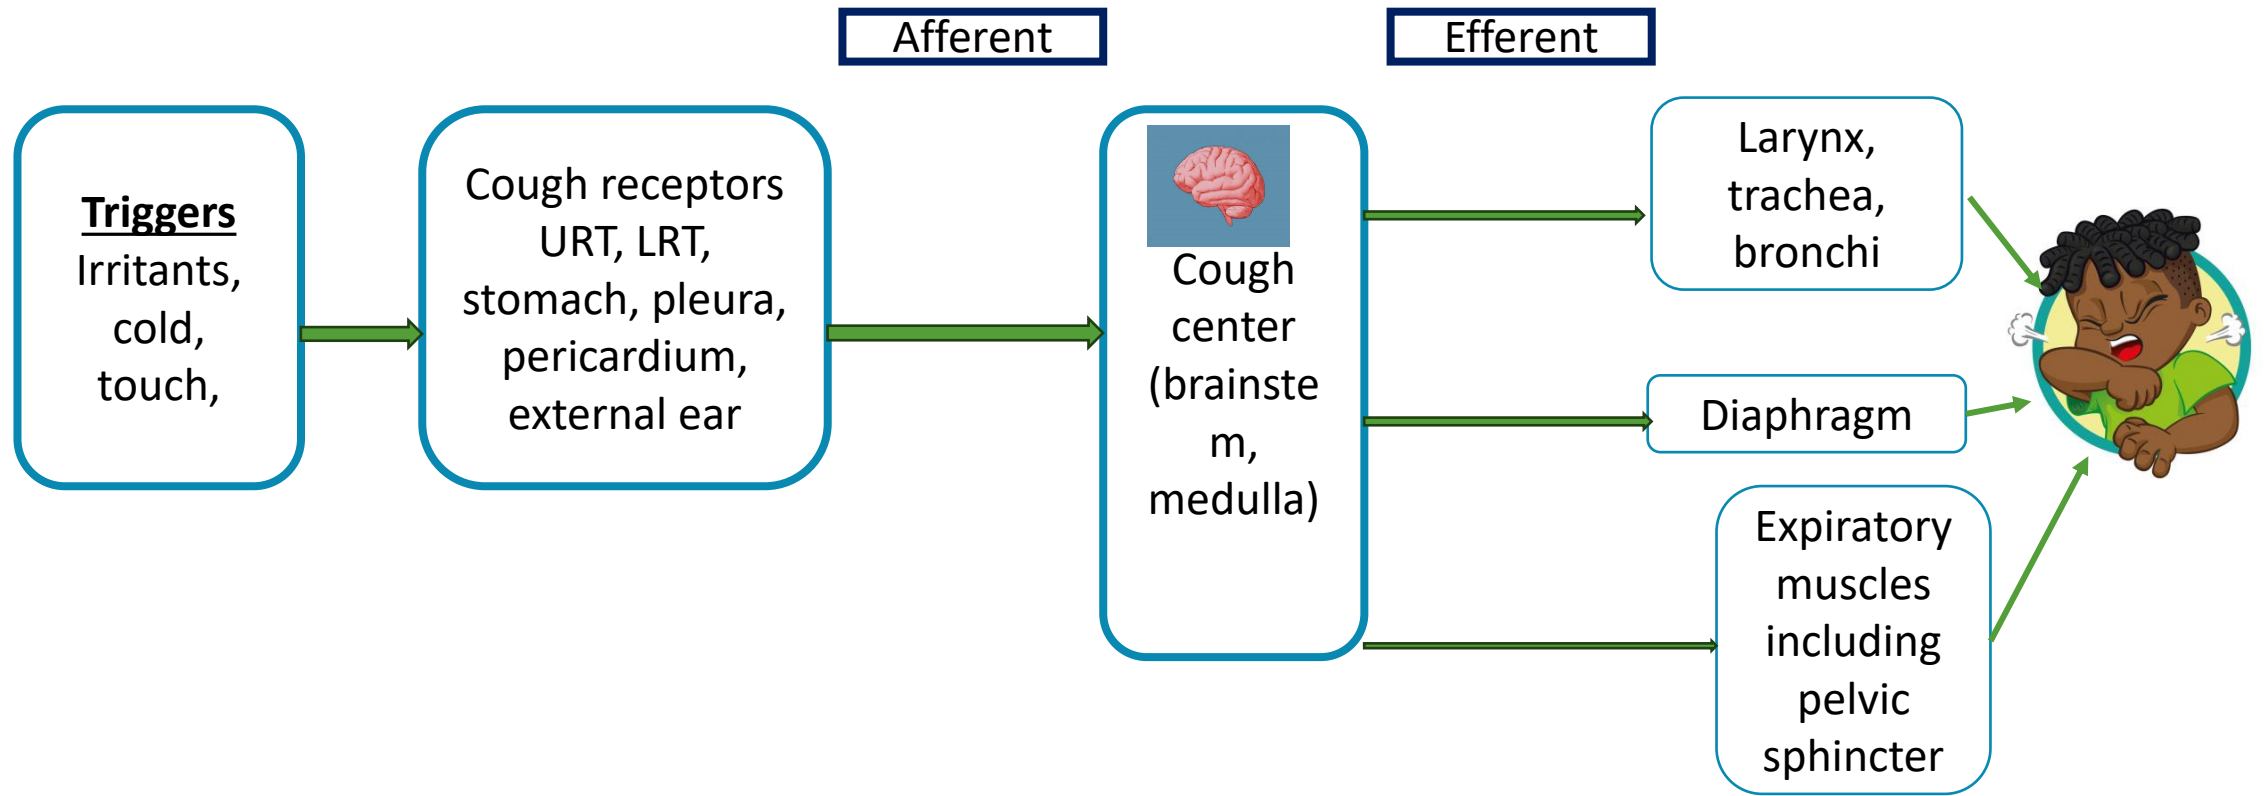 Afferent
Efferent
Triggers
Irritants,
cold,
touch,
Cough receptors
URT, LRT,
stomach, pleura,
pericardium,
external ear
Cough
center
(brainste
m,
medulla)
Larynx,
trachea,
bronchi
Diaphragm
Expiratory
muscles
including
pelvic
sphincter